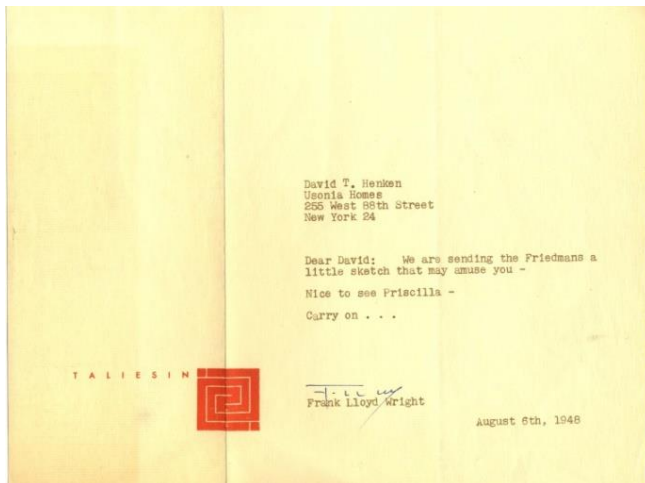 David T. Henken
Usonia Homes
255 West 88th Street
New York 24
Dear David: We are sending the Friedmans a
little sketch that may amuse you -
Nice to see Priscilla -
Carry on . . .
TALIESIN
Frank Lloyd Wright
August 6th, 1948